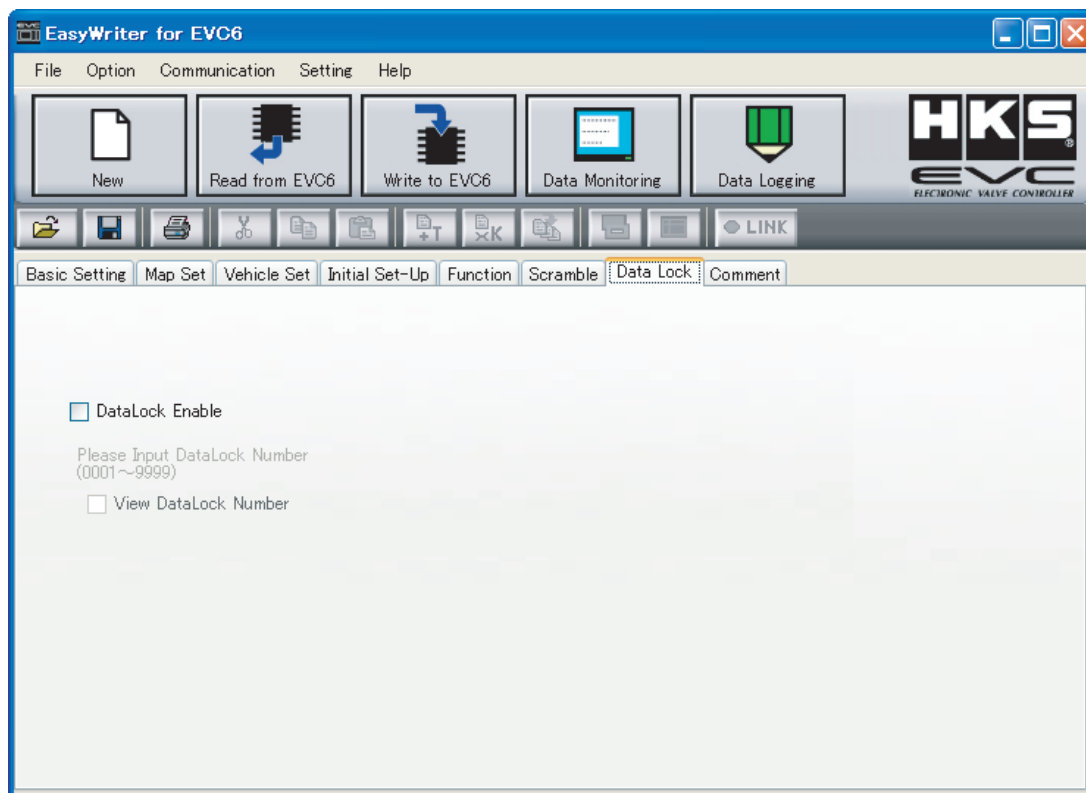 EasyWriter for EVC6
File Option Communication Setting Help
New Read from EVC6 Write to EVC6 Data Monitoring Data Logging
HKS®
EVC
ELECTRONIC VALVE CONTROLLER
+T ×K LINK
Basic Setting Map Set Vehicle Set Initial Set-Up Function Scramble Data Lock Comment
DataLock Enable
Please Input DataLock Number
(0001～9999)
View DataLock Number